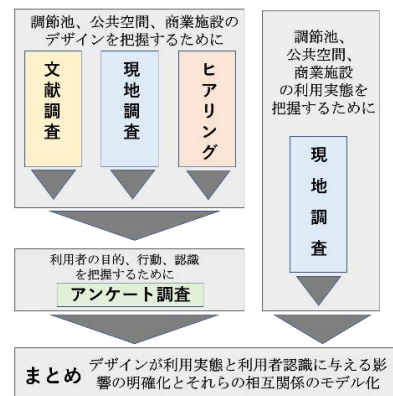 調節池、公共空間、商業施設の
デザインを把握するために
文献調査
現地調査
ヒアリング
利用者の目的、行動、認識
を把握するために
アンケート調査
調節池、
公共空間、
商業施設
の利用実態を
把握するために
現地調査
まとめ
デザインが利用実態と利用者認識に与える影
響の明確化とそれらの相互関係のモデル化